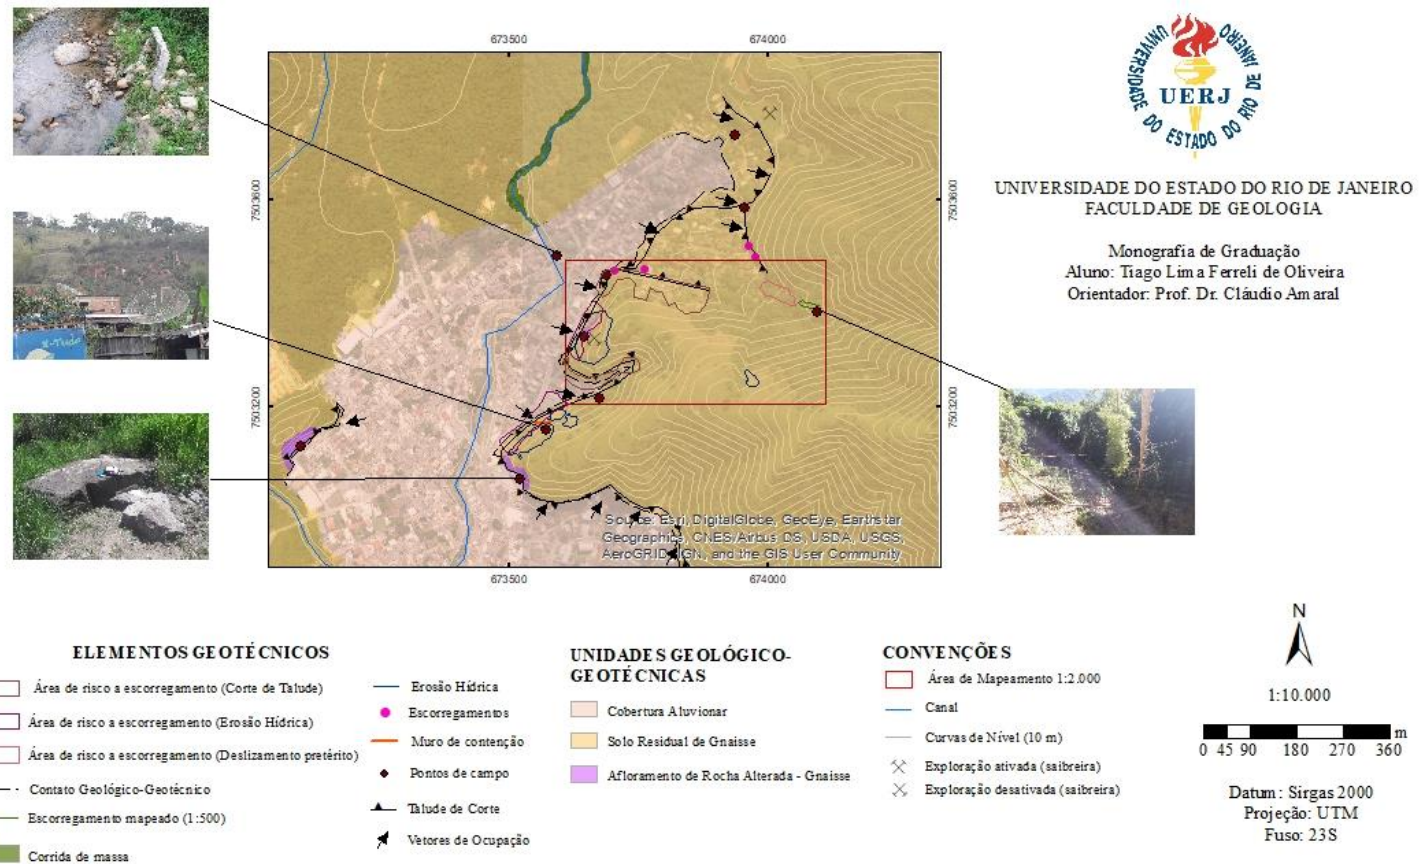 673500
674000
7503600
7503200
7503600
7503200
Source: Esri, DigitalGlobe, GeoEye, Earthstar
Geographics, CNES/Airbus DS, USDA, USGS,
AeroGRID, IGN, and the GIS User Community
673500
674000
UNIVERSIDADE DO ESTADO DO RIO DE JANEIRO
UERJ
UNIVERSIDADE DO ESTADO DO RIO DE JANEIRO
FACULDADE DE GEOLOGIA
Monografia de Graduação
Aluno: Tiago Lima Ferreli de Oliveira
Orientador: Prof. Dr. Cláudio Amaral
ELEMENTOS GEOTÉCNICOS
Área de risco a escorregamento (Corte de Talude)
Área de risco a escorregamento (Erosão Hídrica)
Área de risco a escorregamento (Deslizamento pretérito)
Contato Geológico-Geotécnico
Escorregamento mapeado (1:500)
Corrida de massa
Erosão Hídrica
Escorregamentos
Muro de contenção
Pontos de campo
Talude de Corte
Vetores de Ocupação
UNIDADES GEOLÓGICO-
GEOTÉCNICAS
Cobertura Aluvionar
Solo Residual de Gnaisse
Afloramento de Rocha Alterada - Gnaisse
CONVENÇÕES
Área de Mapeamento 1:2.000
Canal
Curvas de Nível (10 m)
Exploração ativada (saibreira)
Exploração desativada (saibreira)
N
1:10.000
m
0 45 90 180 270 360
Datum: Sirgas 2000
Projeção: UTM
Fuso: 23S